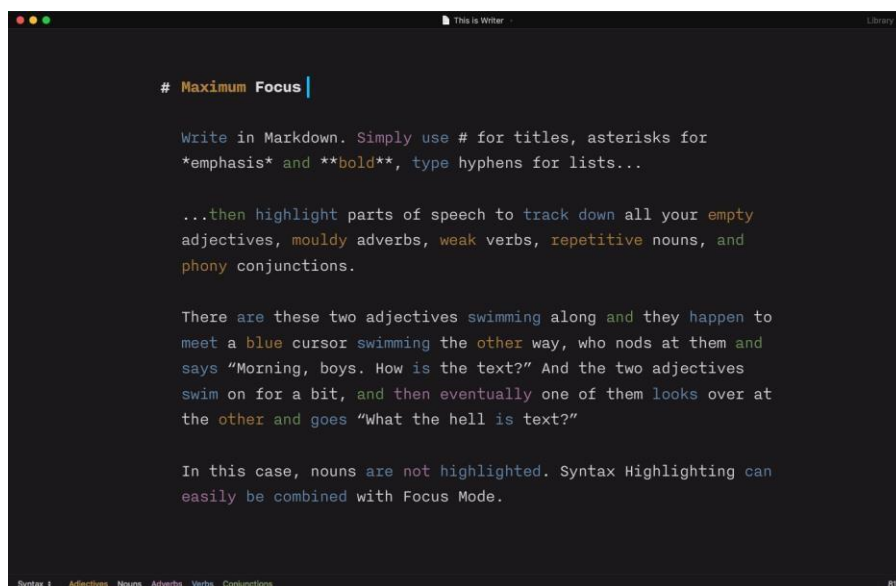 This is Writer
Library
# Maximum Focus
Write in Markdown. Simply use # for titles, asterisks for
*emphasis* and **bold**, type hyphens for lists...
...then highlight parts of speech to track down all your empty
adjectives, mouldy adverbs, weak verbs, repetitive nouns, and
phony conjunctions.
There are these two adjectives swimming along and they happen to
meet a blue cursor swimming the other way, who nods at them and
says “Morning, boys. How is the text?” And the two adjectives
swim on for a bit, and then eventually one of them looks over at
the other and goes “What the hell is text?”
In this case, nouns are not highlighted. Syntax Highlighting can
easily be combined with Focus Mode.
Syntax Adjectives Nouns Adverbs Verbs Conjunctions